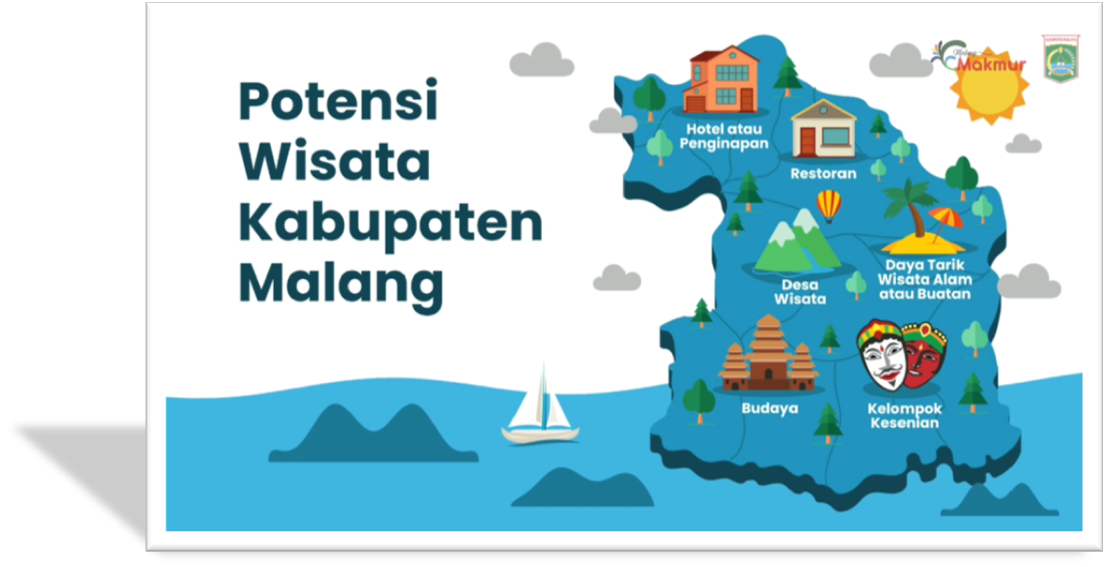 Potensi
Wisata
Kabupaten
Malang
Makmur
Hotel atau
Penginapan
Restoran
Daya Tarik
Wisata Alam
atau Buatan
Desa
Wisata
Budaya
Kelompok
Kesenian